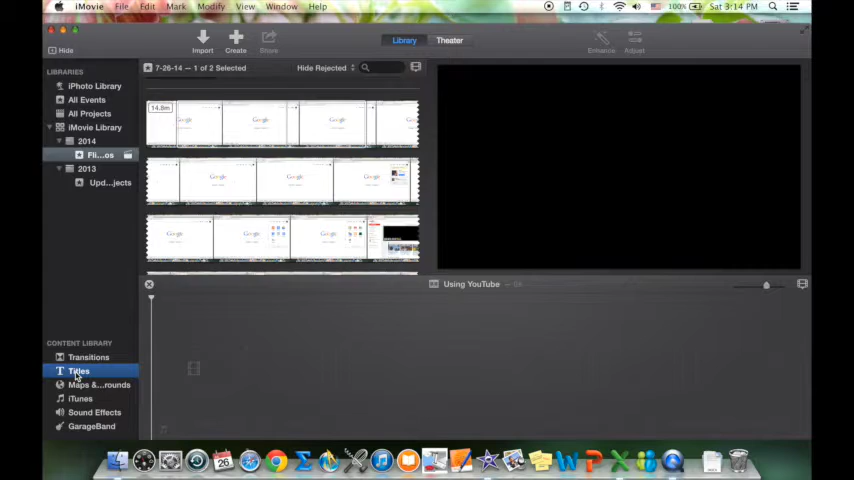 iMovie File Edit Mark Modify View Window Help 100% Sat 3:14 PM
Hide Import Create Share Library Theater Enhance Adjust
LIBRARIES 7-26-14 — 1 of 2 Selected Hide Rejected
iPhoto Library
All Events
All Projects
iMovie Library
2014
Fli...os
2013
Upd...jects
14.8m
Google Google Google
Google Google Google
Google Google Google
Using YouTube
CONTENT LIBRARY
Transitions
Titles
Maps &...rounds
iTunes
Sound Effects
GarageBand
26